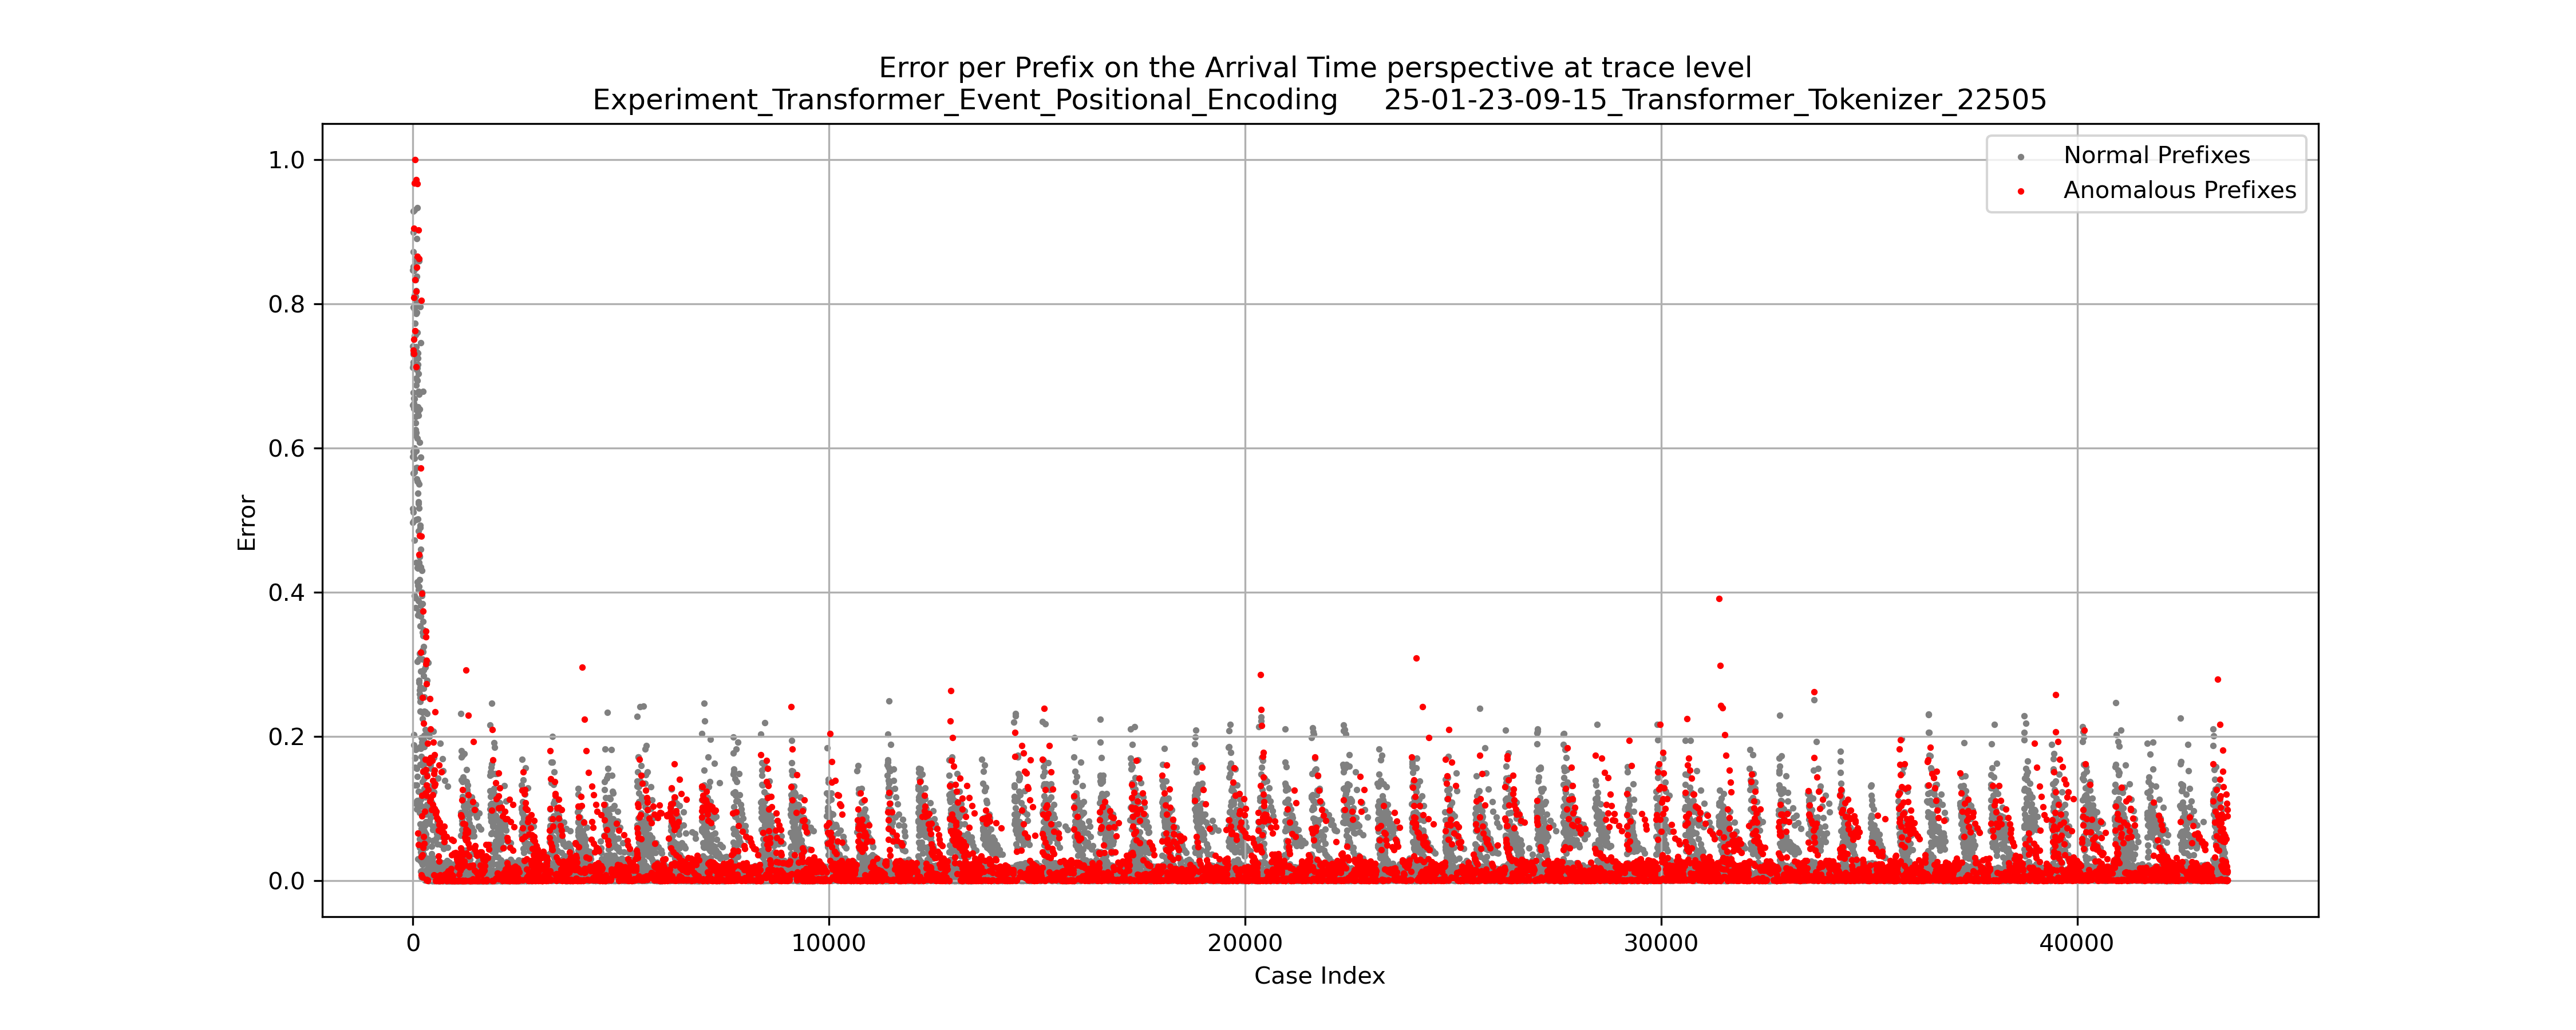 Error per Prefix on the Arrival Time perspective at trace level
Experiment_Transformer_Event_Positional_Encoding 25-01-23-09-15_Transformer_Tokenizer_22505
Normal Prefixes
Anomalous Prefixes
1.0
0.8
0.6
0.4
0.2
0.0
Error
0 10000 20000 30000 40000
Case Index